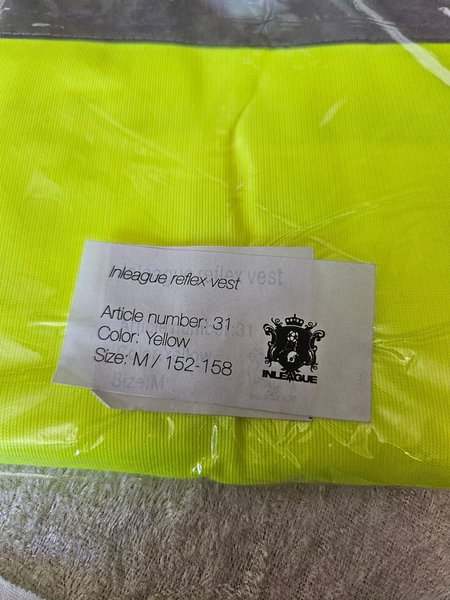 Inleague reflex vest
Article number: 31
Color: Yellow
Size: M / 152-158
INLEAGUE